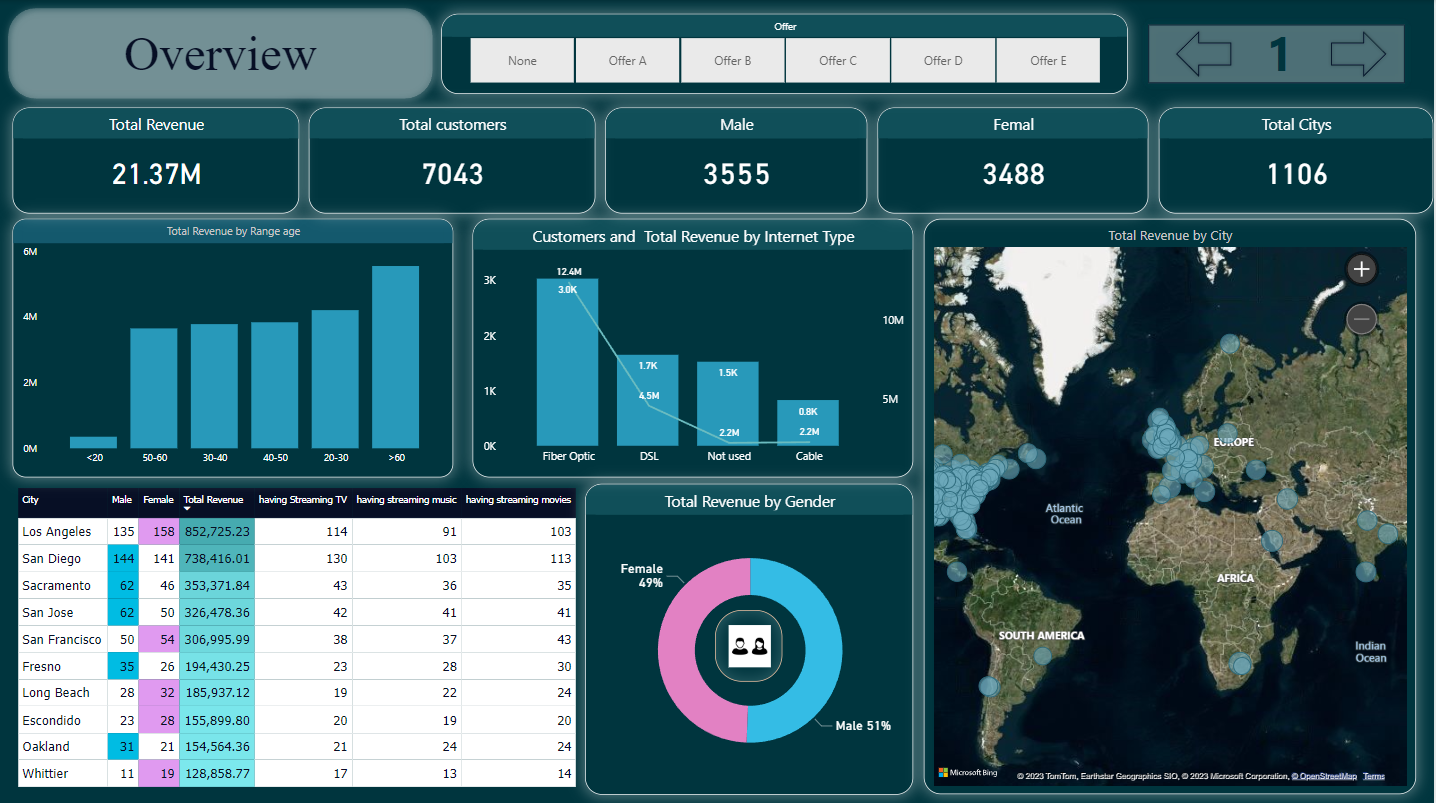 Overview
Offer
None Offer A Offer B Offer C Offer D Offer E
1
Total Revenue
21.37M
Total customers
7043
Male
3555
Femal
3488
Total Citys
1106
Total Revenue by Range age
6M
4M
2M
0M
<20 50-60 30-40 40-50 20-30 >60
Customers and Total Revenue by Internet Type
3K
2K
1K
0K
12.4M
3.0K
1.7K
4.5M
1.5K
2.2M
0.8K
2.2M
10M
5M
Fiber Optic DSL Not used Cable
Total Revenue by City
EUROPE
Atlantic
Ocean
AFRICA
SOUTH AMERICA
Indian
Ocean
Microsoft Bing
© 2023 TomTom, Earthstar Geographics SIO, © 2023 Microsoft Corporation, © OpenStreetMap Terms
City Male Female Total Revenue having Streaming TV having streaming music having streaming movies
Los Angeles 135 158 852,725.23 114 91 103
San Diego 144 141 738,416.01 130 103 113
Sacramento 62 46 353,371.84 43 36 35
San Jose 62 50 326,478.36 42 41 41
San Francisco 50 54 306,995.99 38 37 43
Fresno 35 26 194,430.25 23 28 30
Long Beach 28 32 185,937.12 19 22 24
Escondido 23 28 155,899.80 20 19 20
Oakland 31 21 154,564.36 21 24 24
Whittier 11 19 128,858.77 17 13 14
Total Revenue by Gender
Female
49%
Male 51%